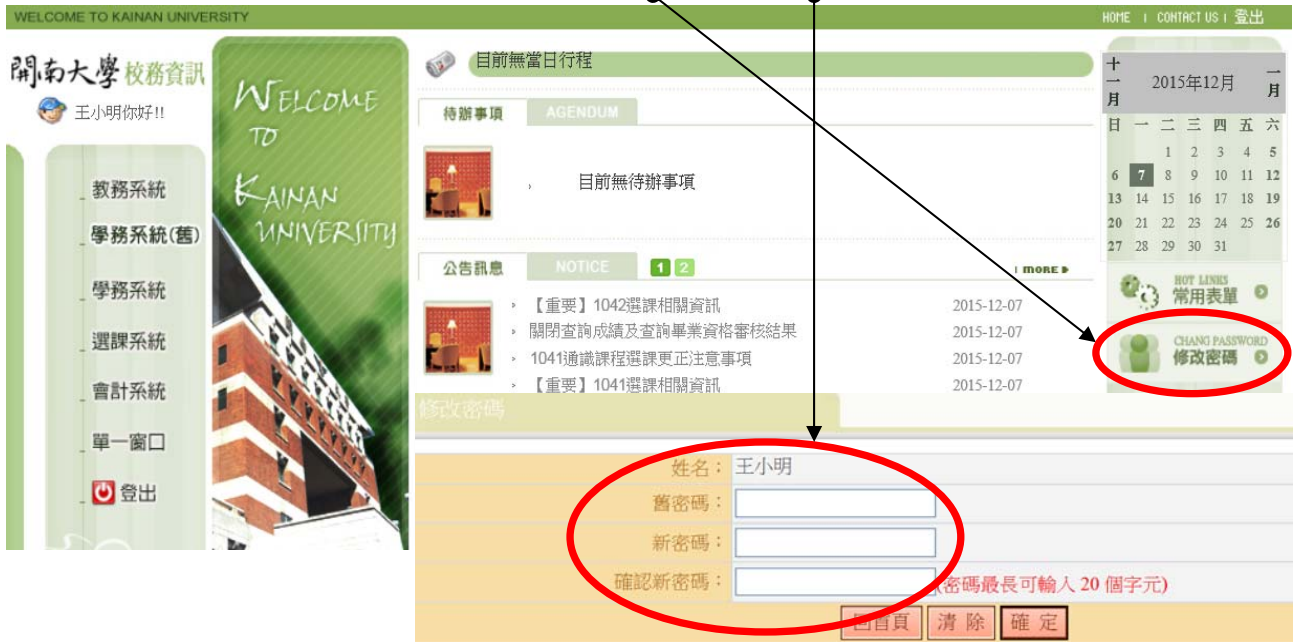 WELCOME TO KAINAN UNIVERSITY
HOME | CONTACT US | 登出
開南大學 校務資訊
王小明你好!!
教務系統
學務系統(舊)
學務系統
選課系統
會計系統
單一窗口
登出
WELCOME
TO
KAINAN
UNIVERSITY
目前無當日行程
待辦事項 AGENDUM
目前無待辦事項
公告訊息 NOTICE 1 2 | MORE
【重要】1042選課相關資訊 2015-12-07
關閉查詢成績及查詢畢業資格審核結果 2015-12-07
1041通識課程選課更正注意事項 2015-12-07
【重要】1041選課相關資訊 2015-12-07
十一月 2015年12月 一月
日 一 二 三 四 五 六
1 2 3 4 5
6 7 8 9 10 11 12
13 14 15 16 17 18 19
20 21 22 23 24 25 26
27 28 29 30 31
HOT LINKS
常用表單
CHANG PASSWORD
修改密碼
修改密碼
姓名： 王小明
舊密碼：
新密碼：
確認新密碼： (密碼最長可輸入 20 個字元)
回首頁 清 除 確 定